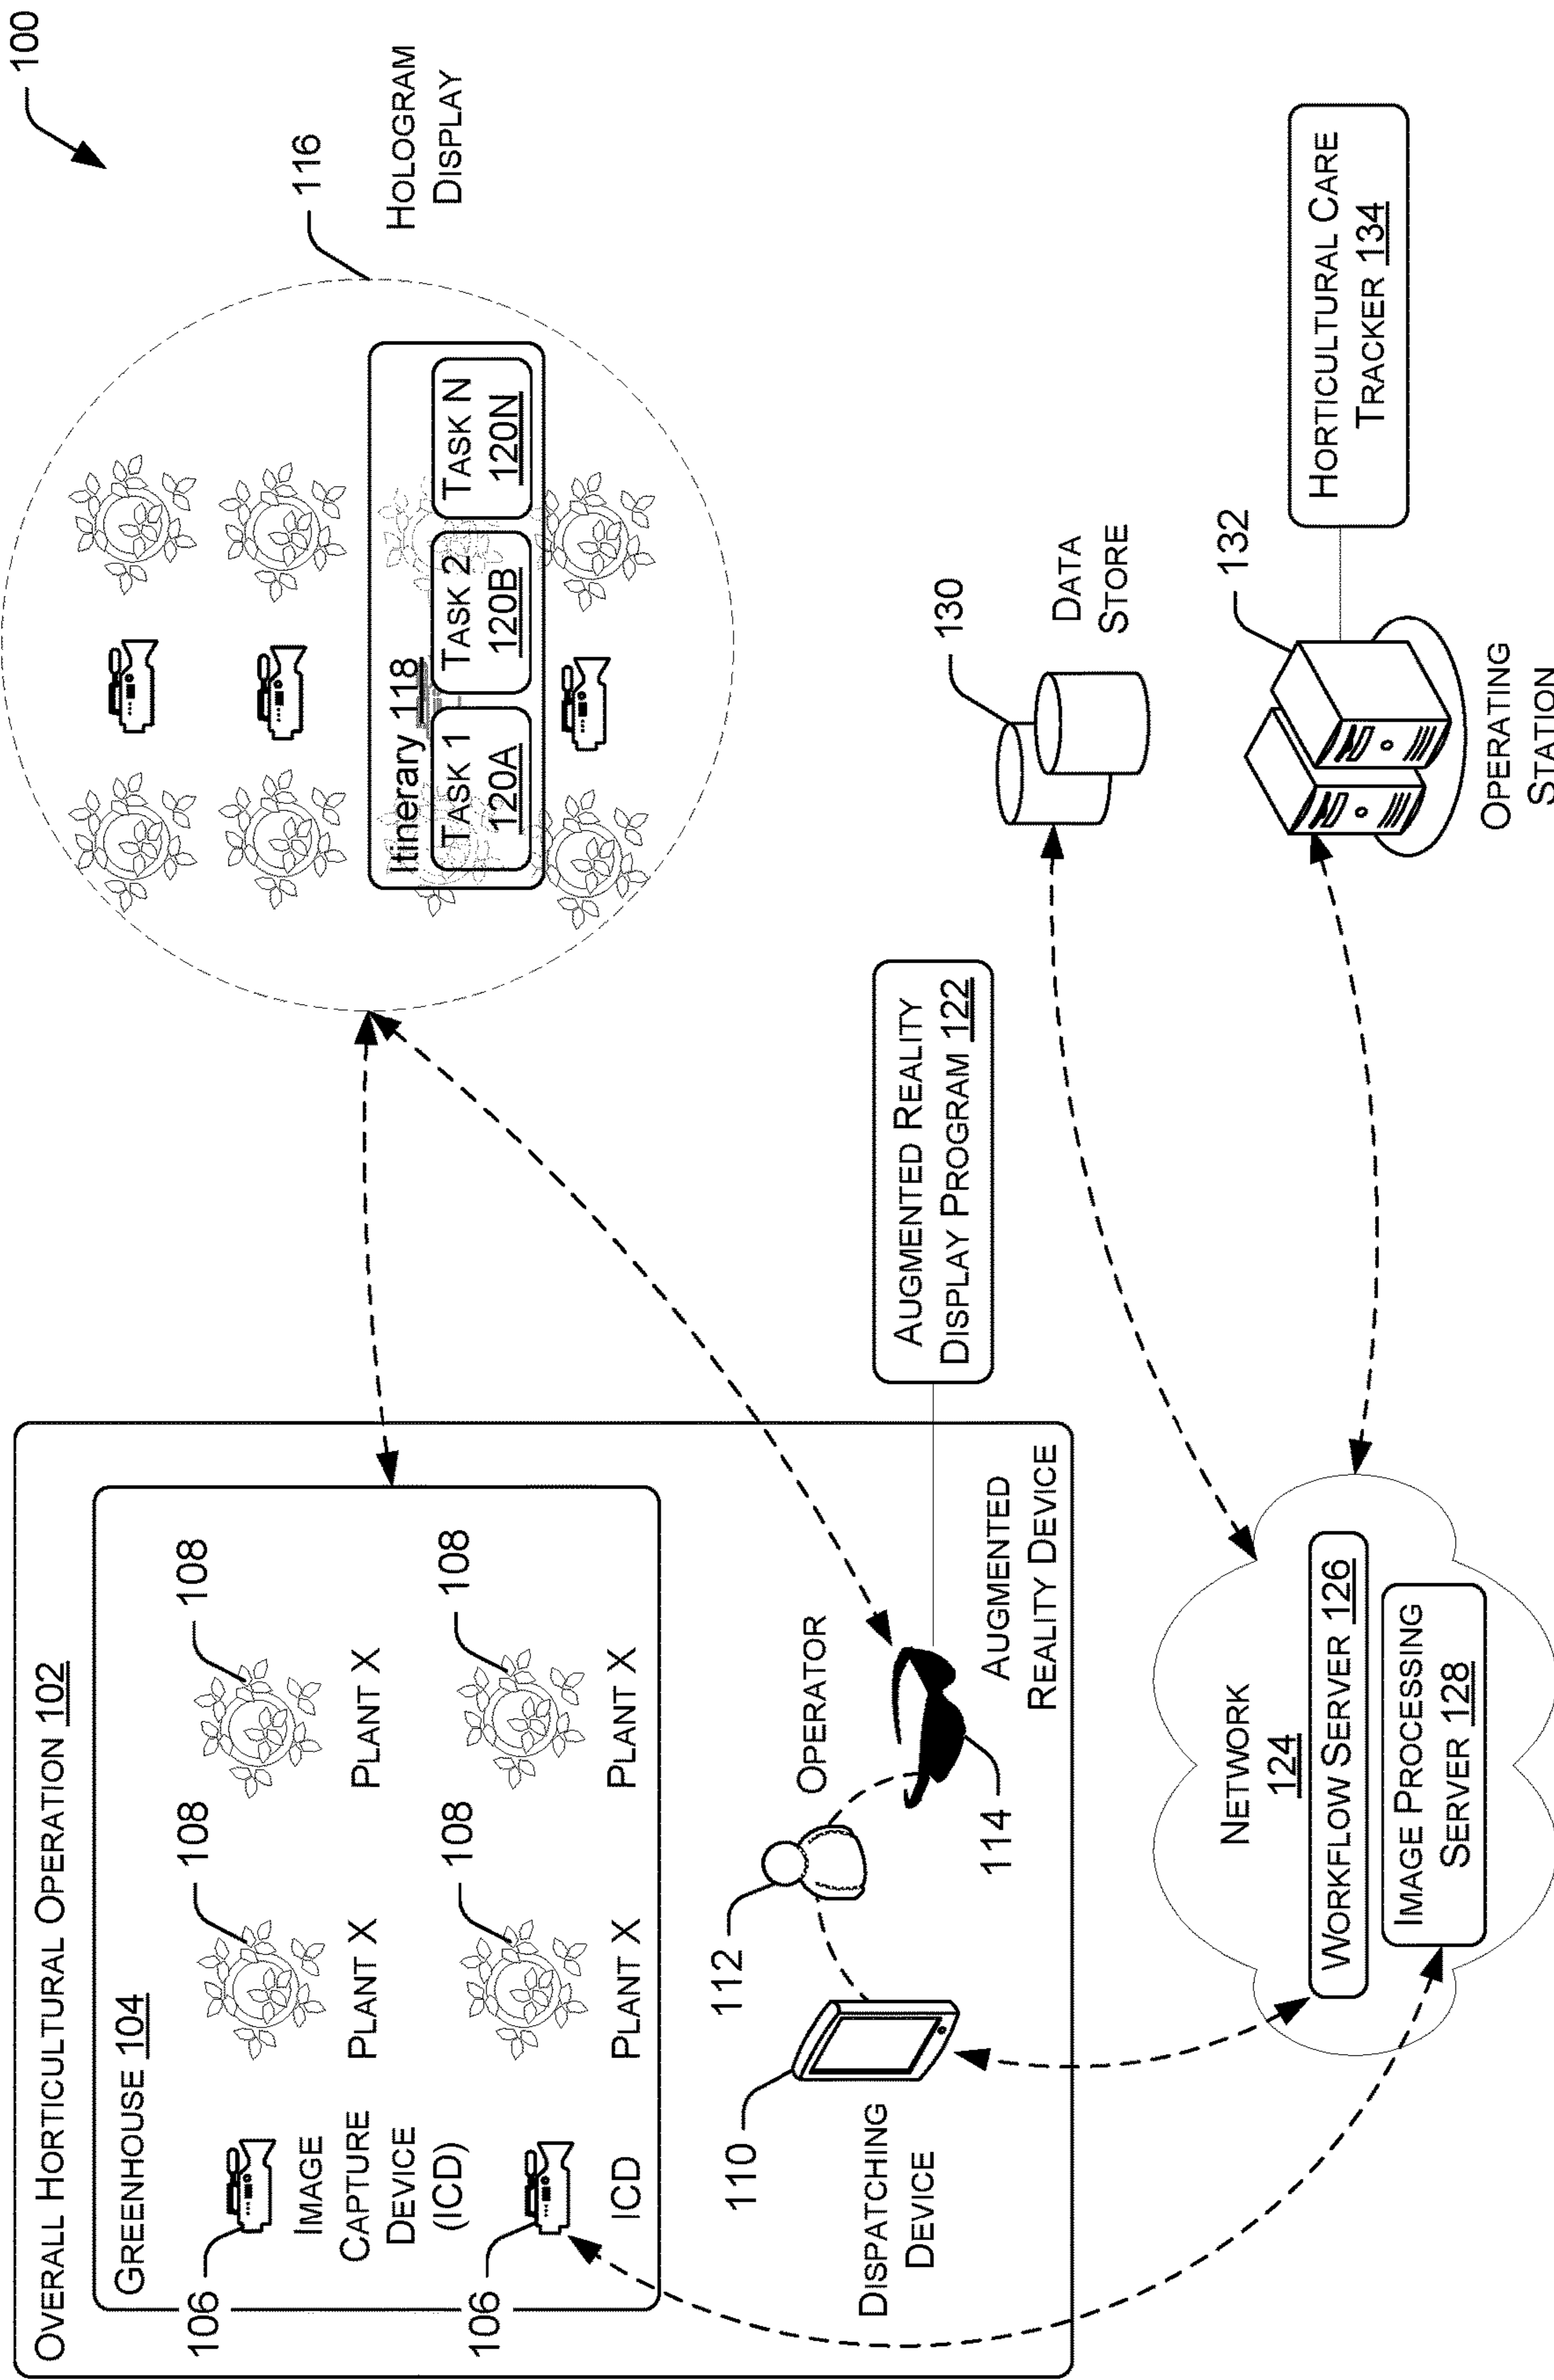 100
OVERALL HORTICULTURAL OPERATION 102
GREENHOUSE 104
106
IMAGE
CAPTURE
DEVICE
(ICD)
108
PLANT X
108
PLANT X
106
ICD
108
PLANT X
108
PLANT X
110
DISPATCHING
DEVICE
112
OPERATOR
114
AUGMENTED
REALITY DEVICE
116
HOLOGRAM
DISPLAY
Itinerary 118
TASK 1
120A
TASK 2
120B
TASK N
120N
AUGMENTED REALITY
DISPLAY PROGRAM 122
NETWORK
124
WORKFLOW SERVER 126
IMAGE PROCESSING
SERVER 128
130
DATA
STORE
132
OPERATING
STATION
HORTICULTURAL CARE
TRACKER 134